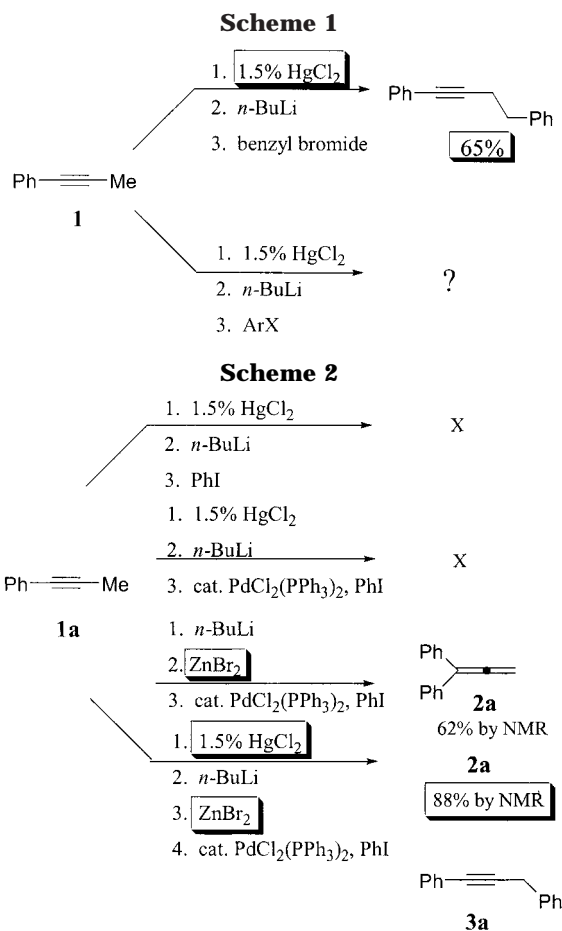 Scheme 1
1. 1.5% HgCl2
2. n-BuLi
3. benzyl bromide
Ph
Ph
65%
Ph
Me
1
1. 1.5% HgCl2
2. n-BuLi
3. ArX
?
Scheme 2
1. 1.5% HgCl2
2. n-BuLi
3. PhI
X
1. 1.5% HgCl2
2. n-BuLi
3. cat. PdCl2(PPh3)2, PhI
X
Ph
Me
1a
1. n-BuLi
2. ZnBr2
3. cat. PdCl2(PPh3)2, PhI
Ph
Ph
2a
62% by NMR
1. 1.5% HgCl2
2. n-BuLi
3. ZnBr2
4. cat. PdCl2(PPh3)2, PhI
2a
88% by NMR
Ph
Ph
3a